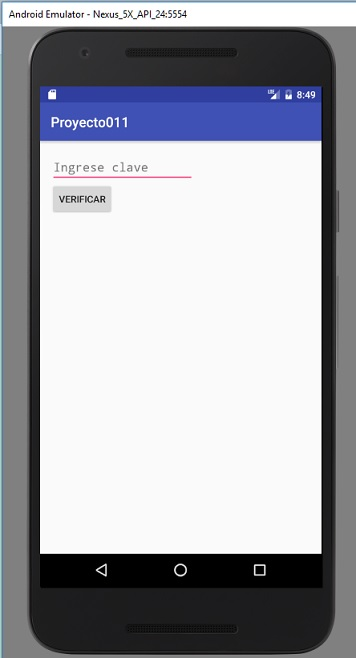 Android Emulator - Nexus_5X_API_24:5554
8:49
Proyecto011
Ingrese clave
VERIFICAR